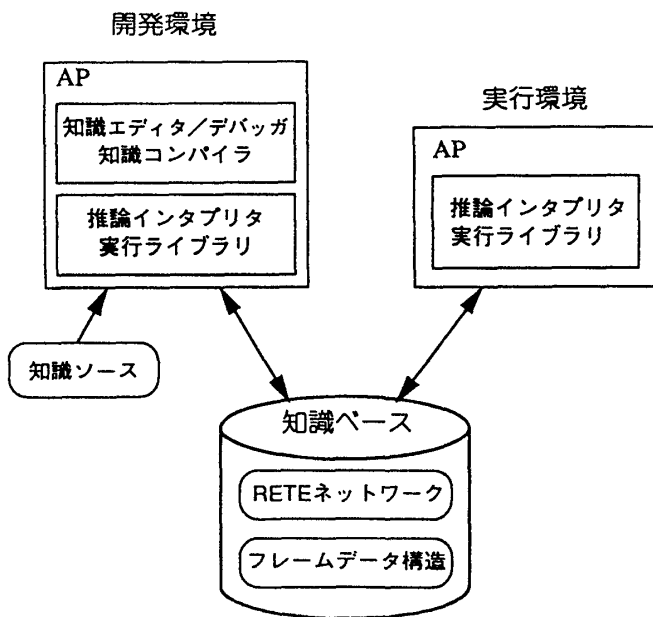 開発環境
AP
知識エディタ／デバッガ
知識コンパイラ
推論インタプリタ
実行ライブラリ
知識ソース
実行環境
AP
推論インタプリタ
実行ライブラリ
知識ベース
RETEネットワーク
フレームデータ構造